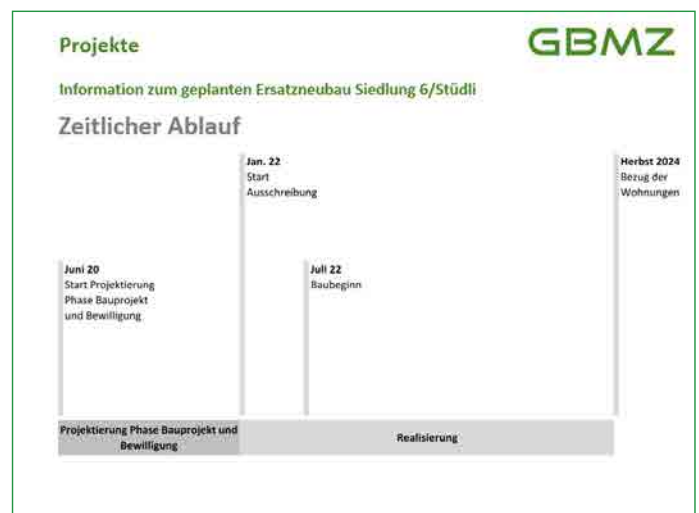 Projekte
GBMZ
Information zum geplanten Ersatzneubau Siedlung 6/Stüdli
Zeitlicher Ablauf
Jan. 22
Start
Ausschreibung
Herbst 2024
Bezug der
Wohnungen
Juni 20
Start Projektierung
Phase Bauprojekt
und Bewilligung
Juli 22
Baubeginn
Projektierung Phase Bauprojekt und
Bewilligung
Realisierung